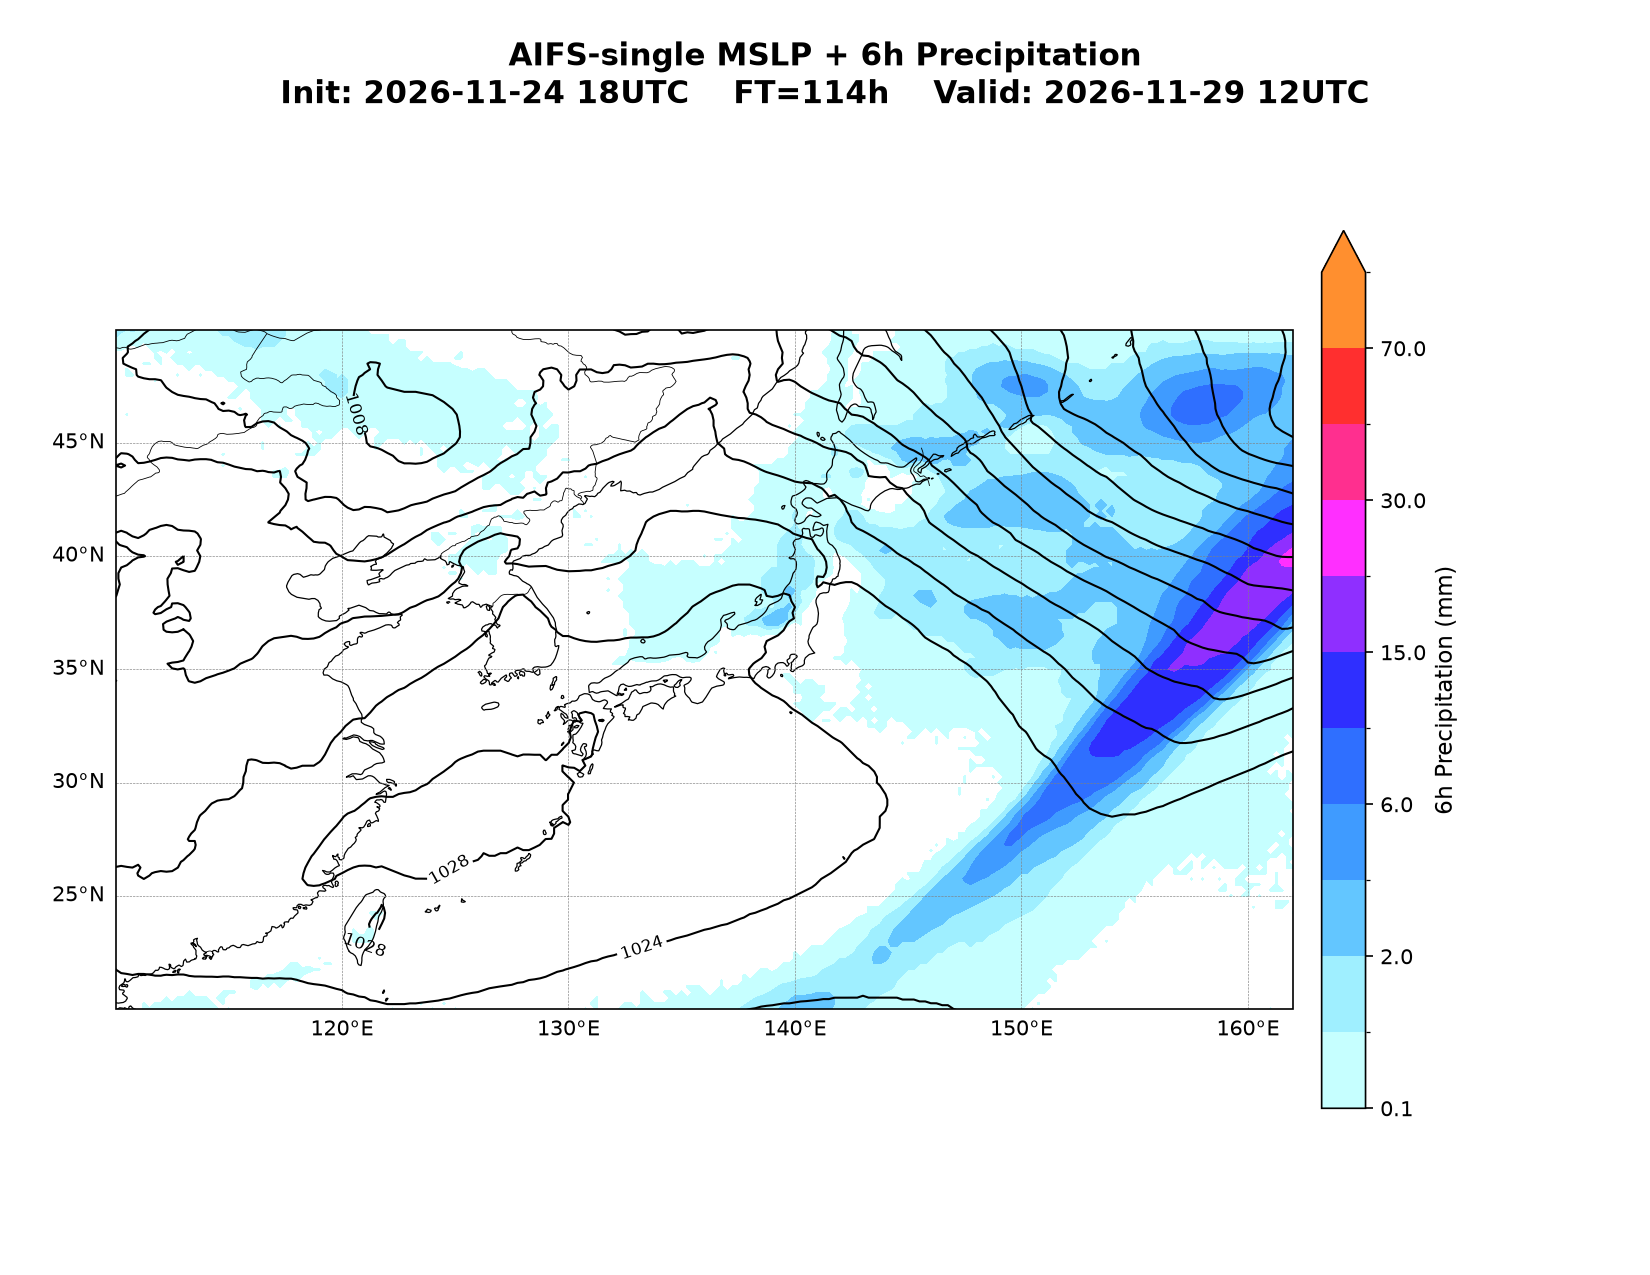 AIFS-single MSLP + 6h Precipitation
Init: 2026-11-24 18UTC    FT=114h    Valid: 2026-11-29 12UTC
45°N
40°N
35°N
30°N
25°N
120°E
130°E
140°E
150°E
160°E
1008
1028
1028
1024
70.0
30.0
15.0
6.0
2.0
0.1
6h Precipitation (mm)